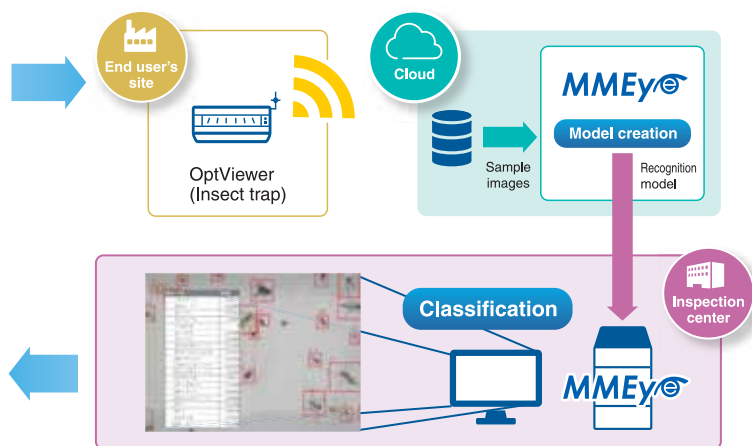 End user's
site
OptViewer
(Insect trap)
Cloud
MMEye
Model creation
Sample
images
Recognition
model
Inspection
center
Classification
MMEye